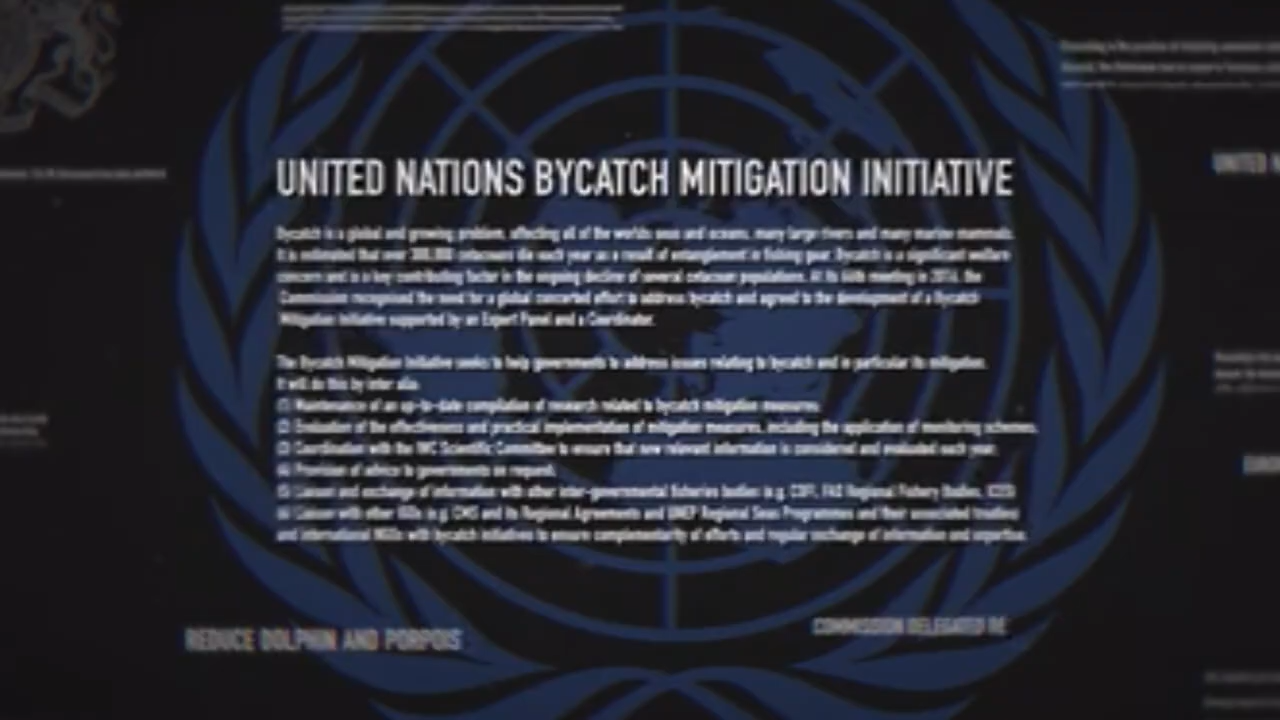 UNITED NATIONS BYCATCH MITIGATION INITIATIVE
UNITED
Bycatch is a global and growing problem, affecting all of the worlds seas and oceans, many large rivers and many marine mammals.
It is estimated that over 300,000 cetaceans die each year as a result of entanglement in fishing gear. Bycatch is a significant welfare
concern and is a key contributing factor in the ongoing decline of several cetacean populations. At its 66th meeting in 2016, the
Commission recognised the need for a global concerted effort to address bycatch and agreed to the development of a Bycatch
Mitigation Initiative supported by an Expert Panel and a Coordinator.
The Bycatch Mitigation Initiative seeks to help governments to address issues relating to bycatch and in particular its mitigation.
It will do this by inter alia:
(1) Maintenance of an up-to-date compilation of research related to bycatch mitigation measures.
(2) Evaluation of the effectiveness and practical implementation of mitigation measures, including the application of monitoring schemes.
(3) Coordination with the IWC Scientific Committee to ensure that new relevant information is considered and evaluated each year.
(4) Provision of advice to governments on request.
(5) Liaison and exchange of information with other inter-governmental fisheries bodies (e.g. COFI, FAO Regional Fishery Bodies, ICES)
(6) Liaison with other IGOs (e.g. CMS and its Regional Agreements and UNEP Regional Seas Programmes and their associated treaties)
and international NGOs with bycatch initiatives to ensure complementarity of efforts and regular exchange of information and expertise.
REDUCE DOLPHIN AND PORPOIS
COMMISSION DELEGATED RE